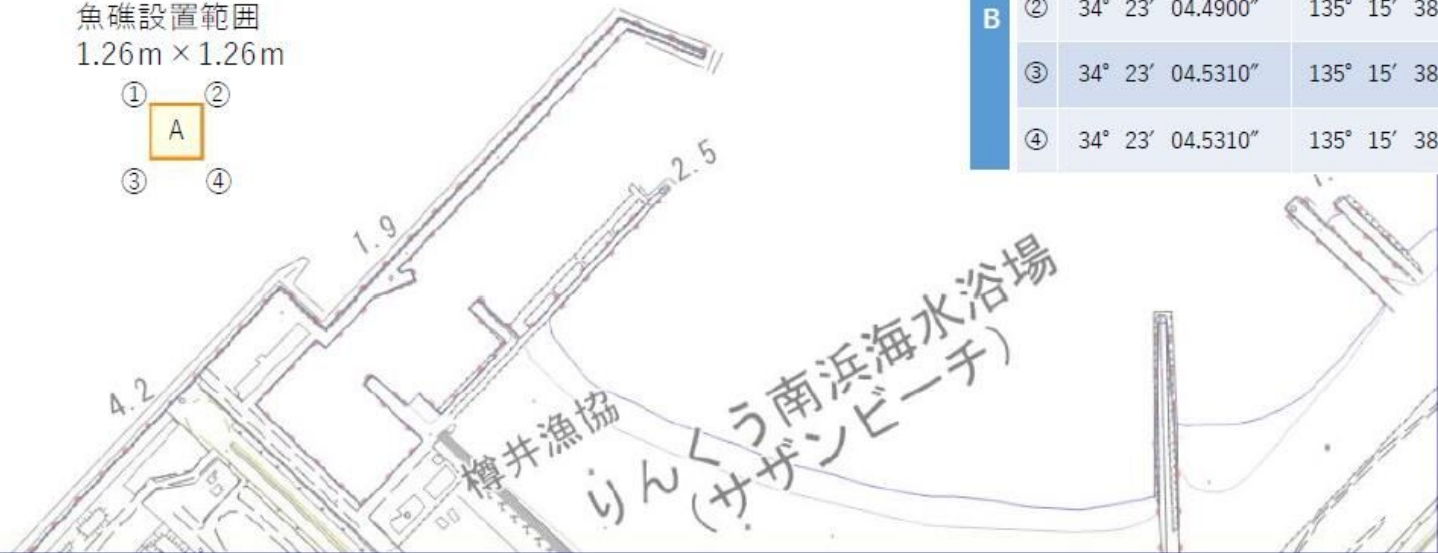 魚礁設置範囲
1.26m×1.26m
① ②
A
③ ④
B
② 34° 23′ 04.4900″ 135° 15′ 38
③ 34° 23′ 04.5310″ 135° 15′ 38
④ 34° 23′ 04.5310″ 135° 15′ 38
2.5
1.9
4.2
樽井漁協
りんくう南浜海水浴場
(サザンビーチ)